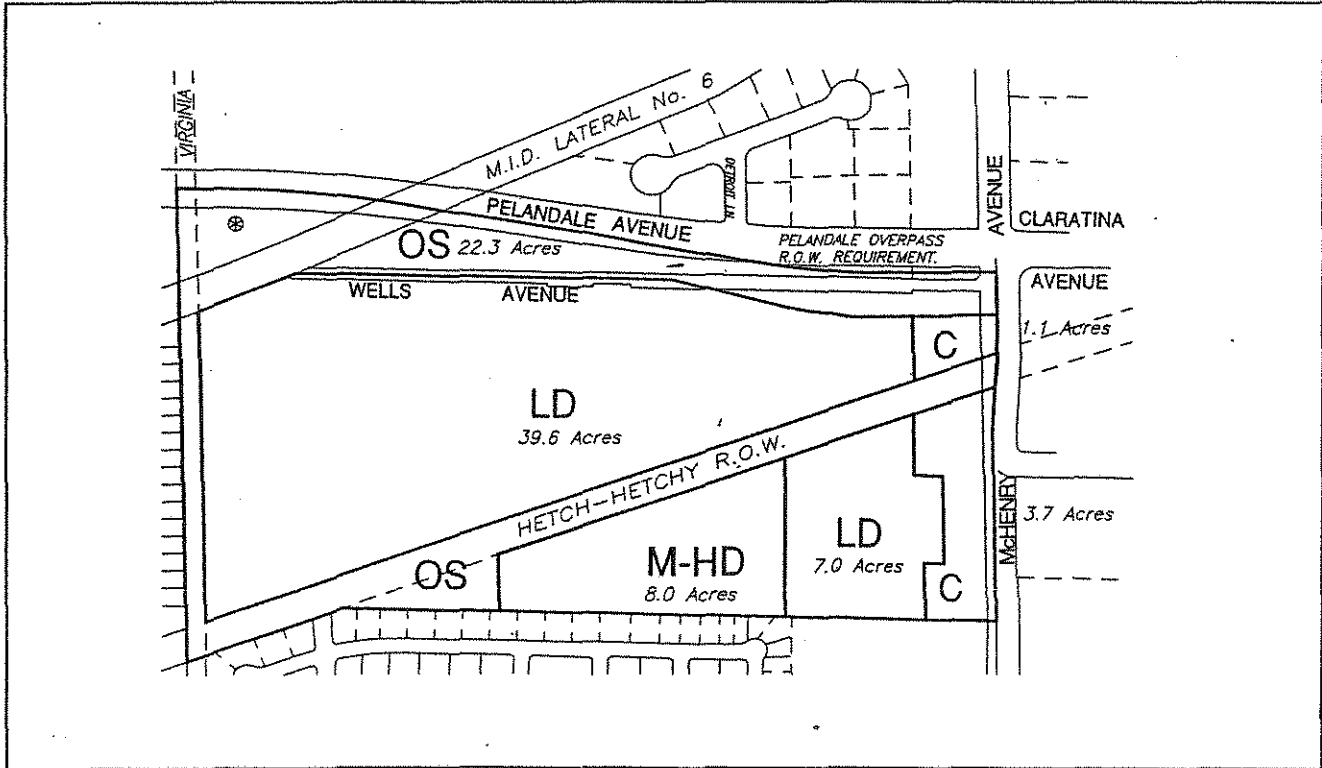 VIRGINIA
M.I.D. LATERAL No. 6
DETROIT LN
AVENUE
CLARATINA
PELANDALE AVENUE
PELANDALE OVERPASS
R.O.W. REQUIREMENT.
OS 22.3 Acres
WELLS AVENUE
AVENUE
C
1.1 Acres
LD
39.6 Acres
HETCH-HETCHY R.O.W.
McHENRY
3.7 Acres
LD
7.0 Acres
M-HD
8.0 Acres
OS
C